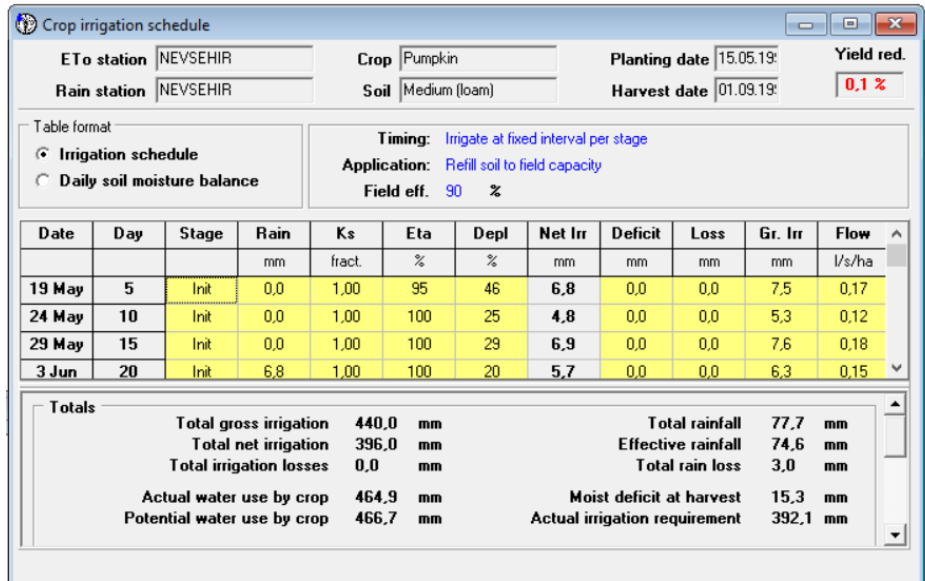 Crop irrigation schedule
ETo station NEVSEHIR Crop Pumpkin Planting date 15.05.19 Yield red.
Rain station NEVSEHIR Soil Medium (loam) Harvest date 01.09.19 0,1 %
Table format
Irrigation schedule
Daily soil moisture balance
Timing: Irrigate at fixed interval per stage
Application: Refill soil to field capacity
Field eff. 90 %
Date Day Stage Rain Ks Eta Depl Net Irr Deficit Loss Gr. Irr Flow
mm fract. % % mm mm mm mm l/s/ha
19 May 5 Init 0,0 1,00 95 46 6,8 0,0 0,0 7,5 0,17
24 May 10 Init 0,0 1,00 100 25 4,8 0,0 0,0 5,3 0,12
29 May 15 Init 0,0 1,00 100 29 6,9 0,0 0,0 7,6 0,18
3 Jun 20 Init 6,8 1,00 100 20 5,7 0,0 0,0 6,3 0,15
Totals
Total gross irrigation 440,0 mm Total rainfall 77,7 mm
Total net irrigation 396,0 mm Effective rainfall 74,6 mm
Total irrigation losses 0,0 mm Total rain loss 3,0 mm
Actual water use by crop 464,9 mm Moist deficit at harvest 15,3 mm
Potential water use by crop 466,7 mm Actual irrigation requirement 392,1 mm